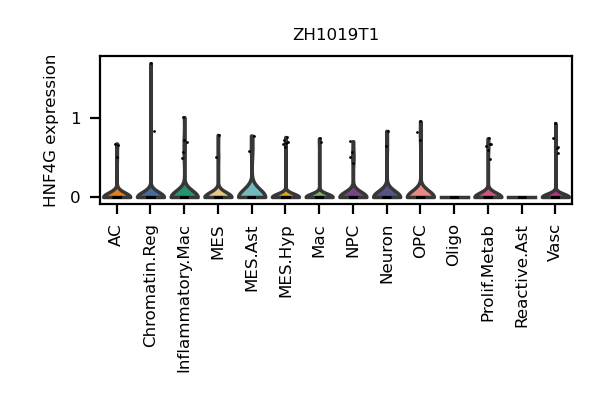 ZH1019T1
HNF4G expression
1
0
AC
Chromatin.Reg
Inflammatory.Mac
MES
MES.Ast
MES.Hyp
Mac
NPC
Neuron
OPC
Oligo
Prolif.Metab
Reactive.Ast
Vasc